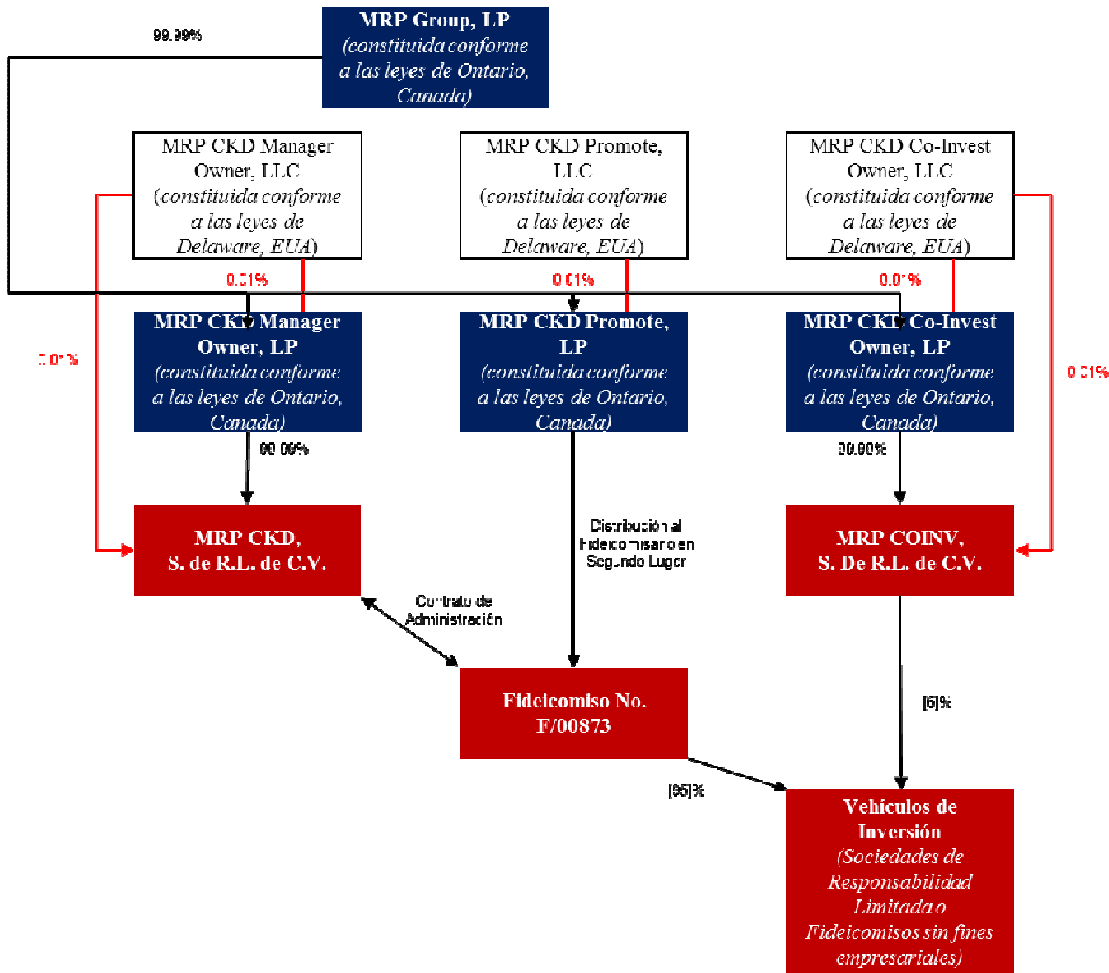 MRP Group, LP
(constituida conforme
a las leyes de Ontario,
Canada)
99.99%
MRP CKD Manager
Owner, LLC
(constituida conforme
a las leyes de
Delaware, EUA)
MRP CKD Promote,
LLC
(constituida conforme
a las leyes de
Delaware, EUA)
MRP CKD Co-Invest
Owner, LLC
(constituida conforme
a las leyes de
Delaware, EUA)
0.01%
0.01%
0.01%
MRP CKD Manager
Owner, LP
(constituida conforme
a las leyes de Ontario,
Canada)
MRP CKD Promote,
LP
(constituida conforme
a las leyes de Ontario,
Canada)
MRP CKD Co-Invest
Owner, LP
(constituida conforme
a las leyes de Ontario,
Canada)
0.01%
0.01%
99.99%
99.99%
MRP CKD,
S. de R.L. de C.V.
Distribución al
Fideicomisario en
Segundo Lugar
MRP COINV,
S. De R.L. de C.V.
Contrato de
Administración
Fideicomiso No.
F/00873
[5]%
[95]%
Vehículos de
Inversión
(Sociedades de
Responsabilidad
Limitada o
Fideicomisos sin fines
empresariales)